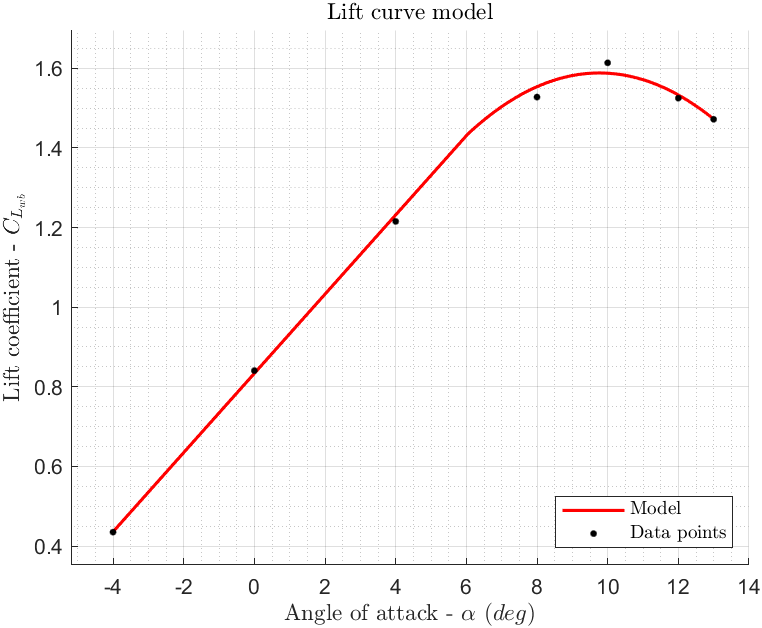 Lift curve model
Lift coefficient - $C_{L_{wb}}$
1.6
1.4
1.2
1
0.8
0.6
0.4
-4 -2 0 2 4 6 8 10 12 14
Angle of attack - α (deg)
Model
Data points